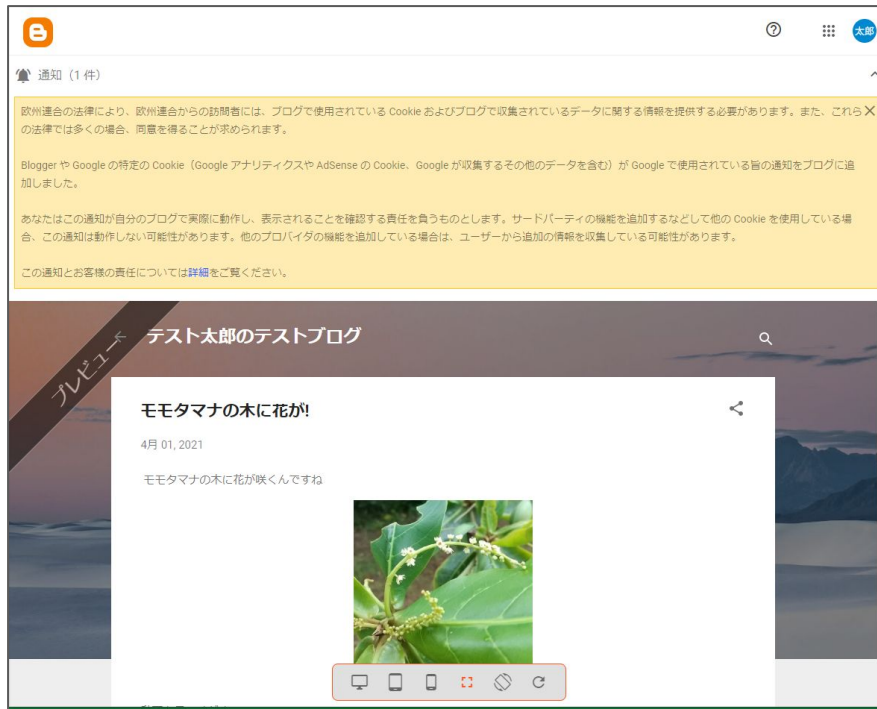 太郎
通知（1 件）
欧州連合の法律により、欧州連合からの訪問者には、ブログで使用されている Cookie およびブログで収集されているデータに関する情報を提供する必要があります。また、これら
の法律では多くの場合、同意を得ることが求められます。
Blogger や Google の特定の Cookie（Google アナリティクスや AdSense の Cookie、Google が収集するその他のデータを含む）が Google で使用されている旨の通知をブログに追
加しました。
あなたはこの通知が自分のブログで実際に動作し、表示されることを確認する責任を負うものとします。サードパーティの機能を追加するなどして他の Cookie を使用している場
合、この通知は動作しない可能性があります。他のプロバイダの機能を追加している場合は、ユーザーから追加の情報を収集している可能性があります。
この通知とお客様の責任については詳細をご覧ください。
プレビュー
テスト太郎のテストブログ
モモタマナの木に花が!
4月 01, 2021
モモタマナの木に花が咲くんですね